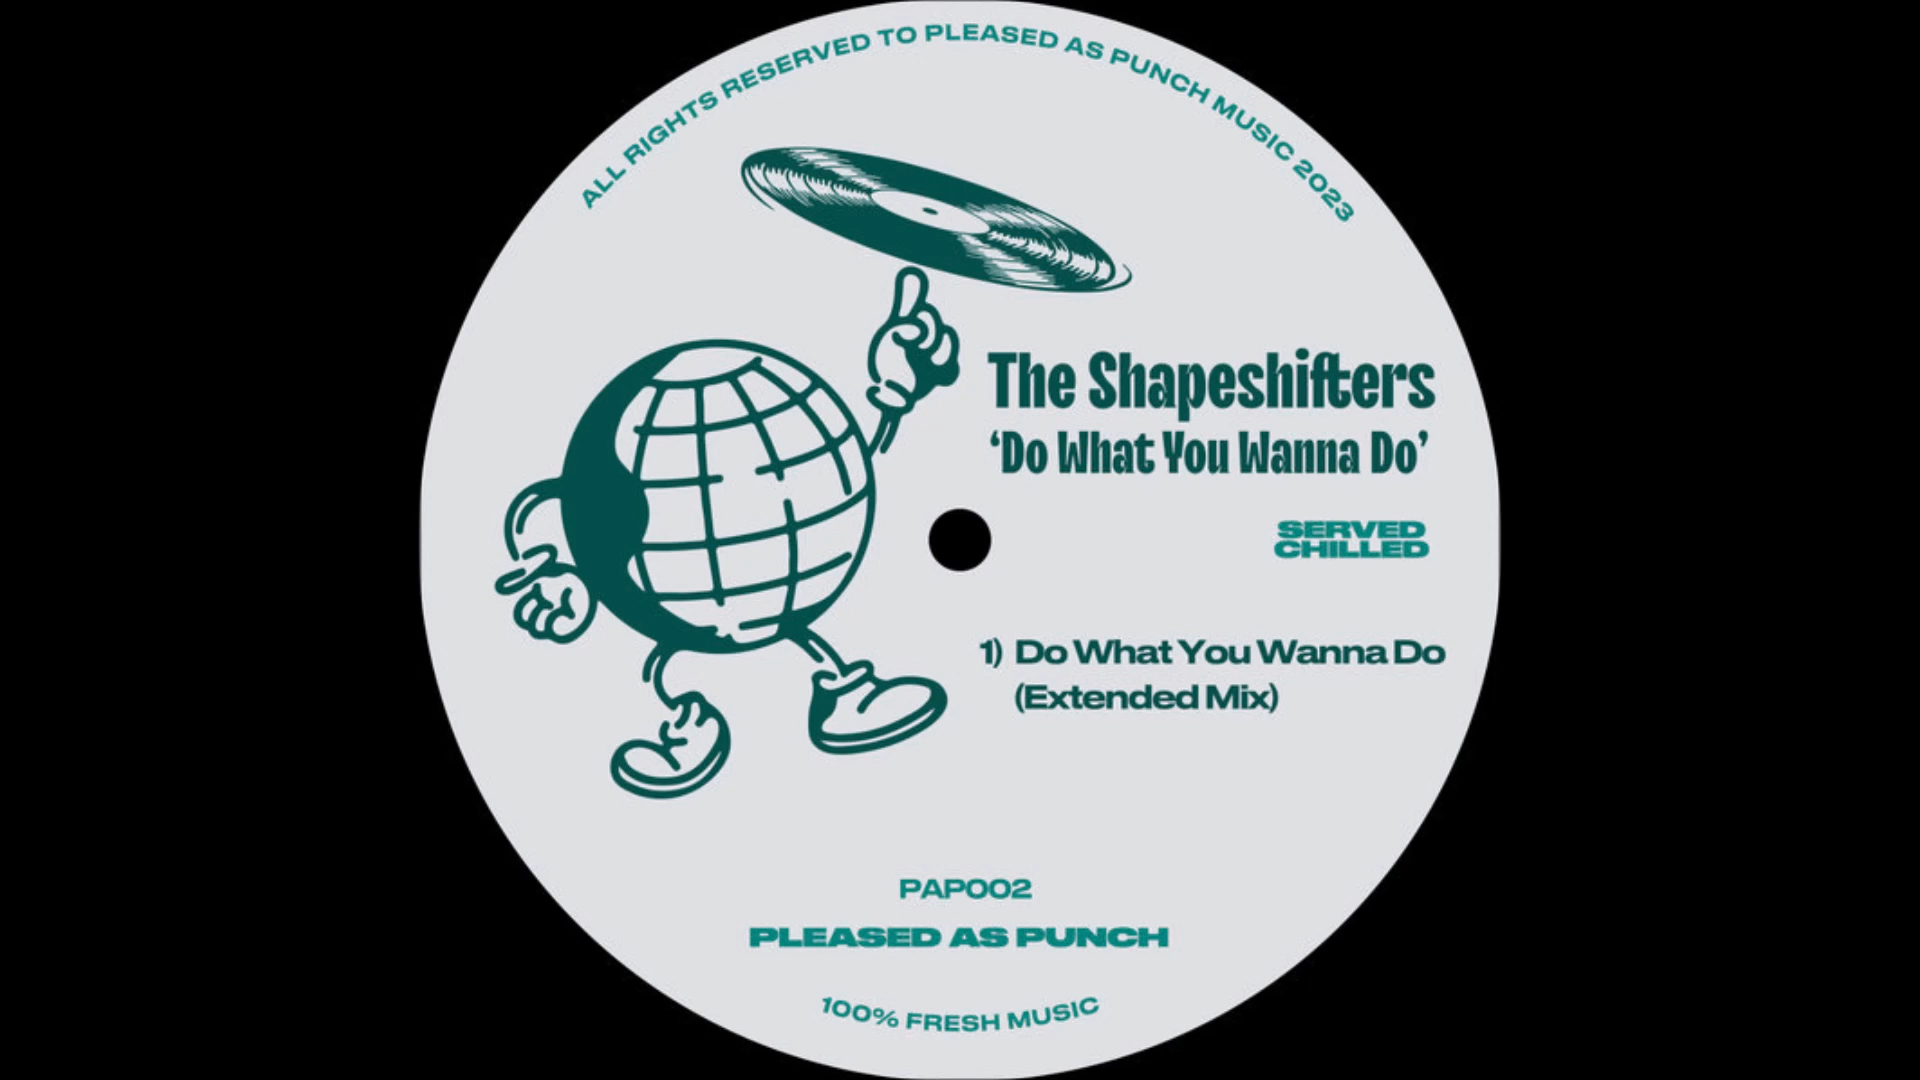 ALL RIGHTS RESERVED TO PLEASED AS PUNCH MUSIC 2023
The Shapeshifters
‘Do What You Wanna Do’
SERVED
CHILLED
1) Do What You Wanna Do
(Extended Mix)
PAP002
PLEASED AS PUNCH
100% FRESH MUSIC